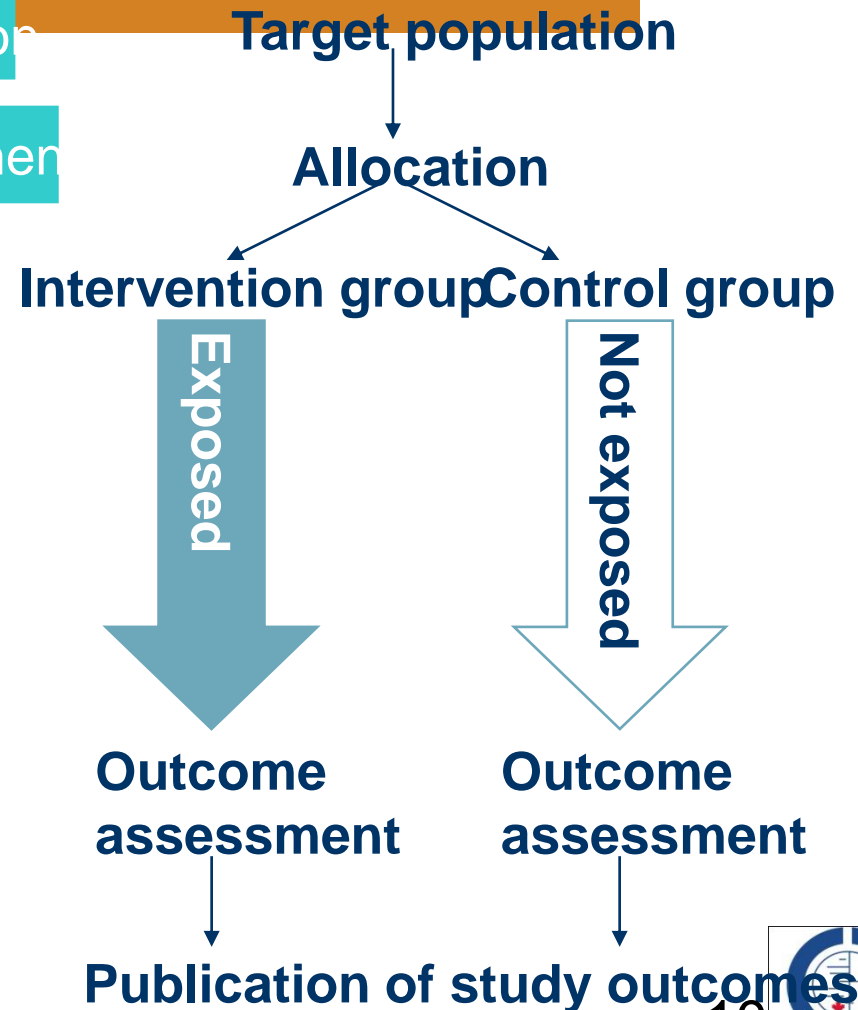 Target population
Allocation
Intervention group
Control group
Exposed
Not exposed
Outcome
assessment
Outcome
assessment
Publication of study outcomes